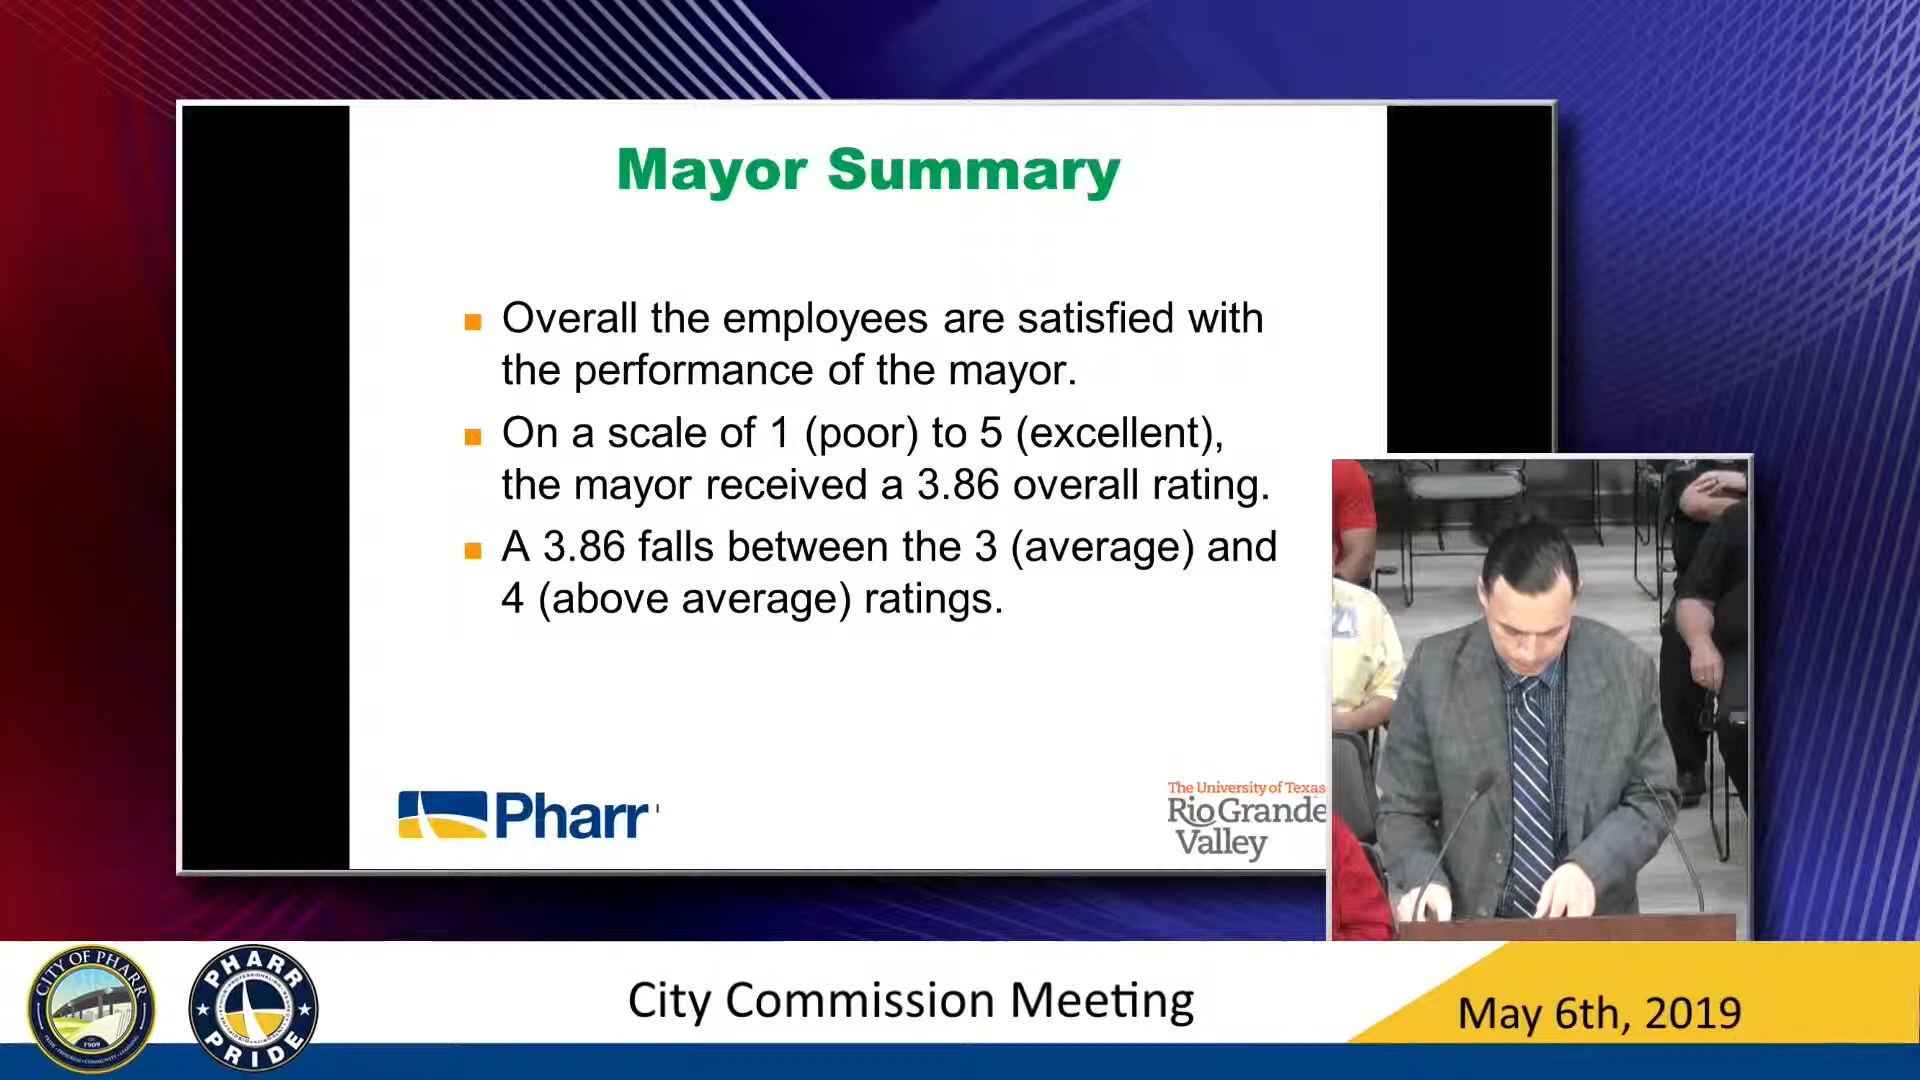 Mayor Summary
Overall the employees are satisfied with
the performance of the mayor.
On a scale of 1 (poor) to 5 (excellent),
the mayor received a 3.86 overall rating.
A 3.86 falls between the 3 (average) and
4 (above average) ratings.
Pharr
The University of Texas
RioGrande
Valley
CITY OF PHARR
1909
PHARR
PRIDE
City Commission Meeting
May 6th, 2019